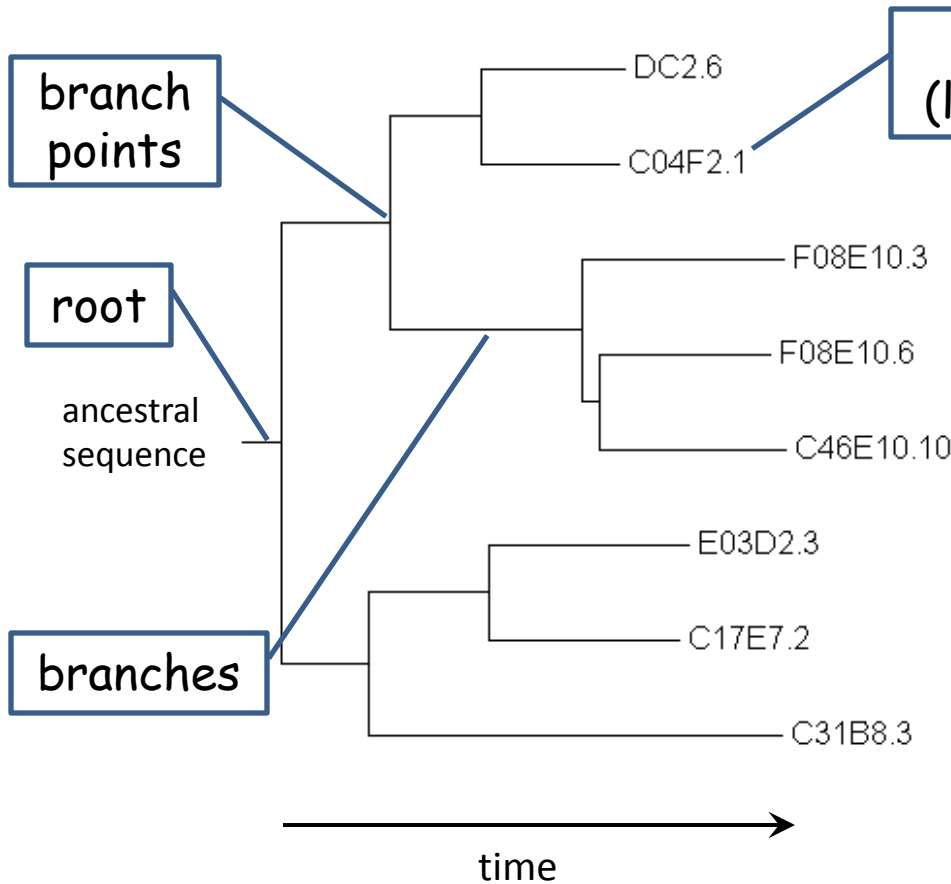 branch
points
root
ancestral
sequence
branches
DC2.6
C04F2.1
F08E10.3
F08E10.6
C46E10.10
E03D2.3
C17E7.2
C31B8.3
time